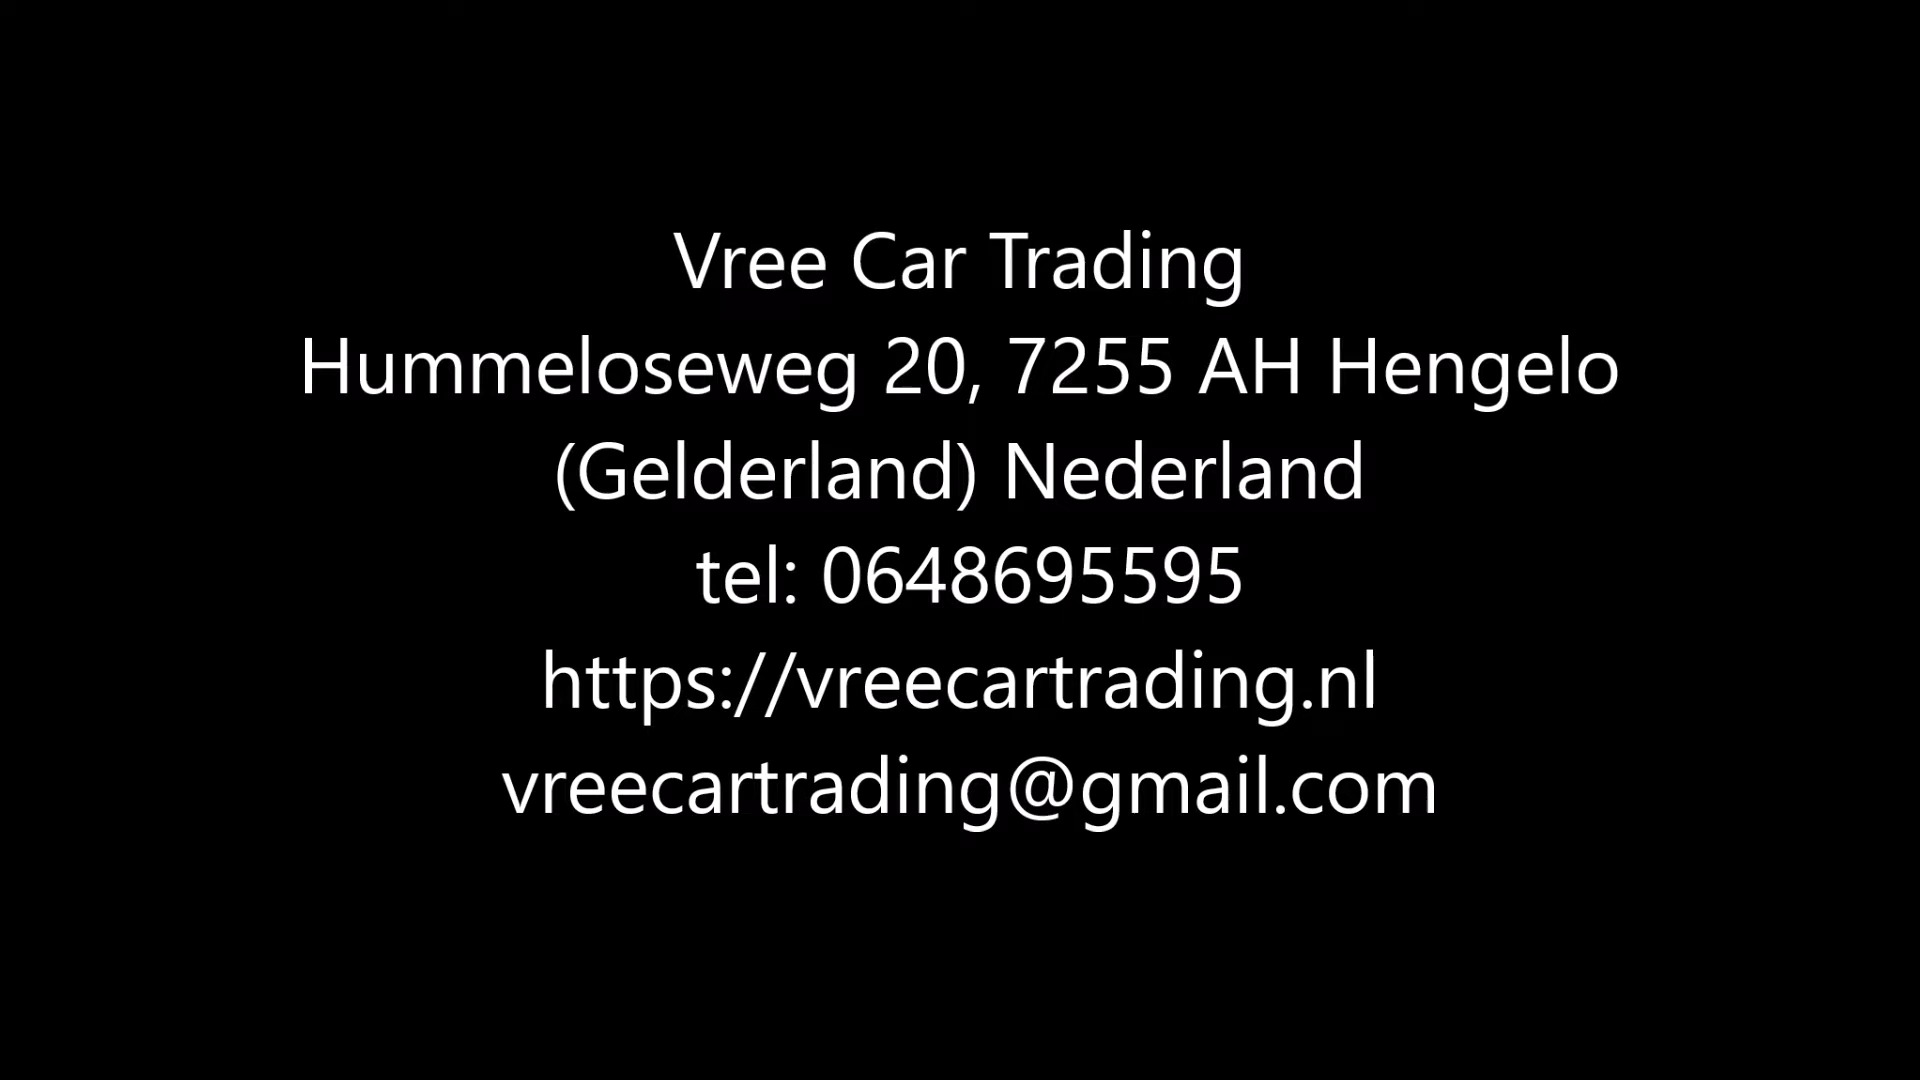 Vree Car Trading
Hummeloseweg 20, 7255 AH Hengelo
(Gelderland) Nederland
tel: 0648695595
https://vreecartrading.nl
vreecartrading@gmail.com